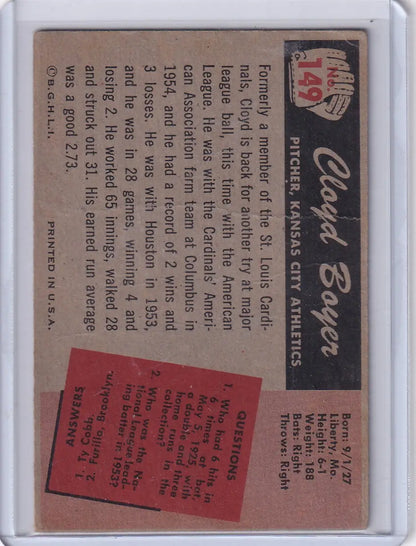 No.
149
Cloyd Boyer
PITCHER, KANSAS CITY ATHLETICS
Born: 9/1/27
Liberty, Mo.
Height: 6-1
Weight: 188
Bats: Right
Throws: Right
Formerly a member of the St. Louis Cardi-
nals, Cloyd is back for another try at major
league ball, this time with the American
League. He was with the Cardinals' Ameri-
can Association farm team at Columbus in
1954, and he had a record of 2 wins and
3 losses. He was with Houston in 1953,
and he was in 28 games, winning 4 and
losing 2. He worked 65 innings, walked 28
and struck out 31. His earned run average
was a good 2.73.
QUESTIONS
1. Who had 6 hits in
6 times at bat,
May 5, 1925, with
a double and three
home runs in the
collection?
2. Who was the Na-
tional League lead-
ing batter in 1953?
ANSWERS
1. Ty Cobb.
2. Furillo, Brooklyn.
©B.G.H.L.I.
PRINTED IN U.S.A.